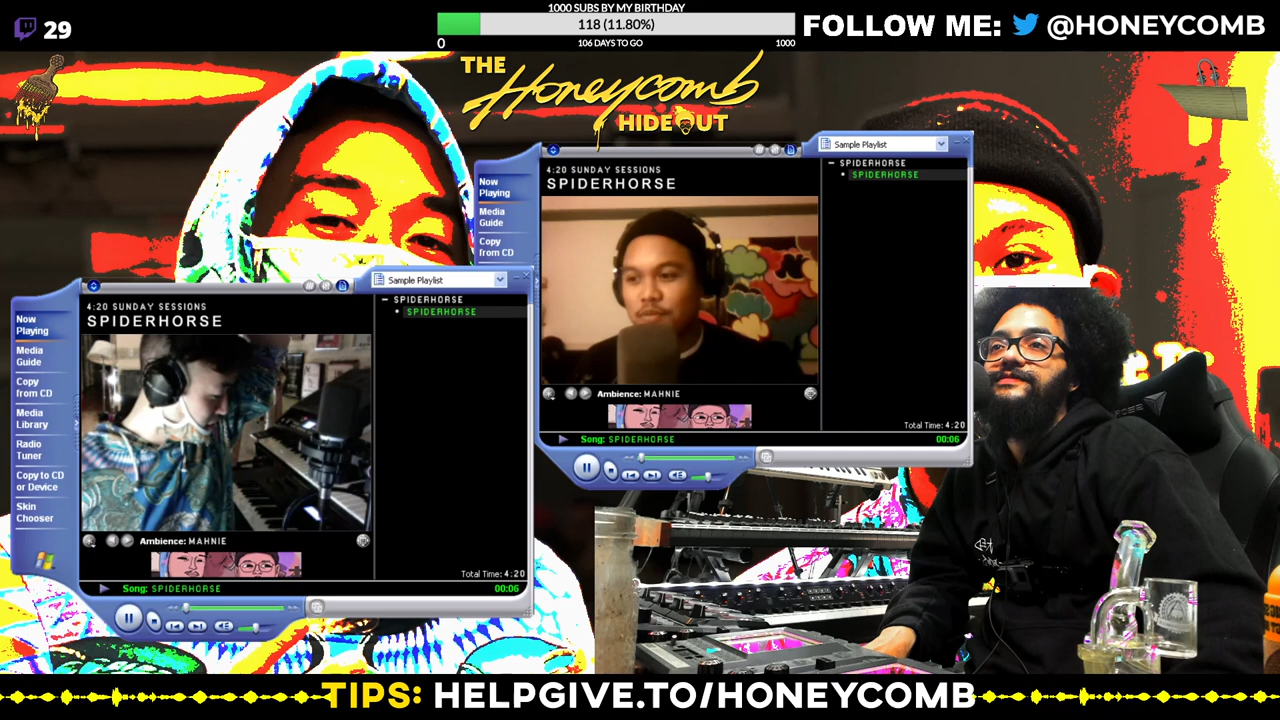 29
1000 SUBS BY MY BIRTHDAY
118 (11.80%)
0
106 DAYS TO GO
1000
FOLLOW ME: @HONEYCOMB
THE
Honeycomb
HIDEOUT
Sample Playlist
4:20 SUNDAY SESSIONS
SPIDERHORSE
SPIDERHORSE
SPIDERHORSE
Now
Playing
Media
Guide
Copy
from CD
Ambience: MAHNIE
Total Time: 4:20
Song: SPIDERHORSE
00:06
Sample Playlist
4:20 SUNDAY SESSIONS
SPIDERHORSE
SPIDERHORSE
SPIDERHORSE
Now
Playing
Media
Guide
Copy
from CD
Media
Library
Radio
Tuner
Copy to CD
or Device
Skin
Chooser
Ambience: MAHNIE
Total Time: 4:20
Song: SPIDERHORSE
00:06
TIPS: HELPGIVE.TO/HONEYCOMB